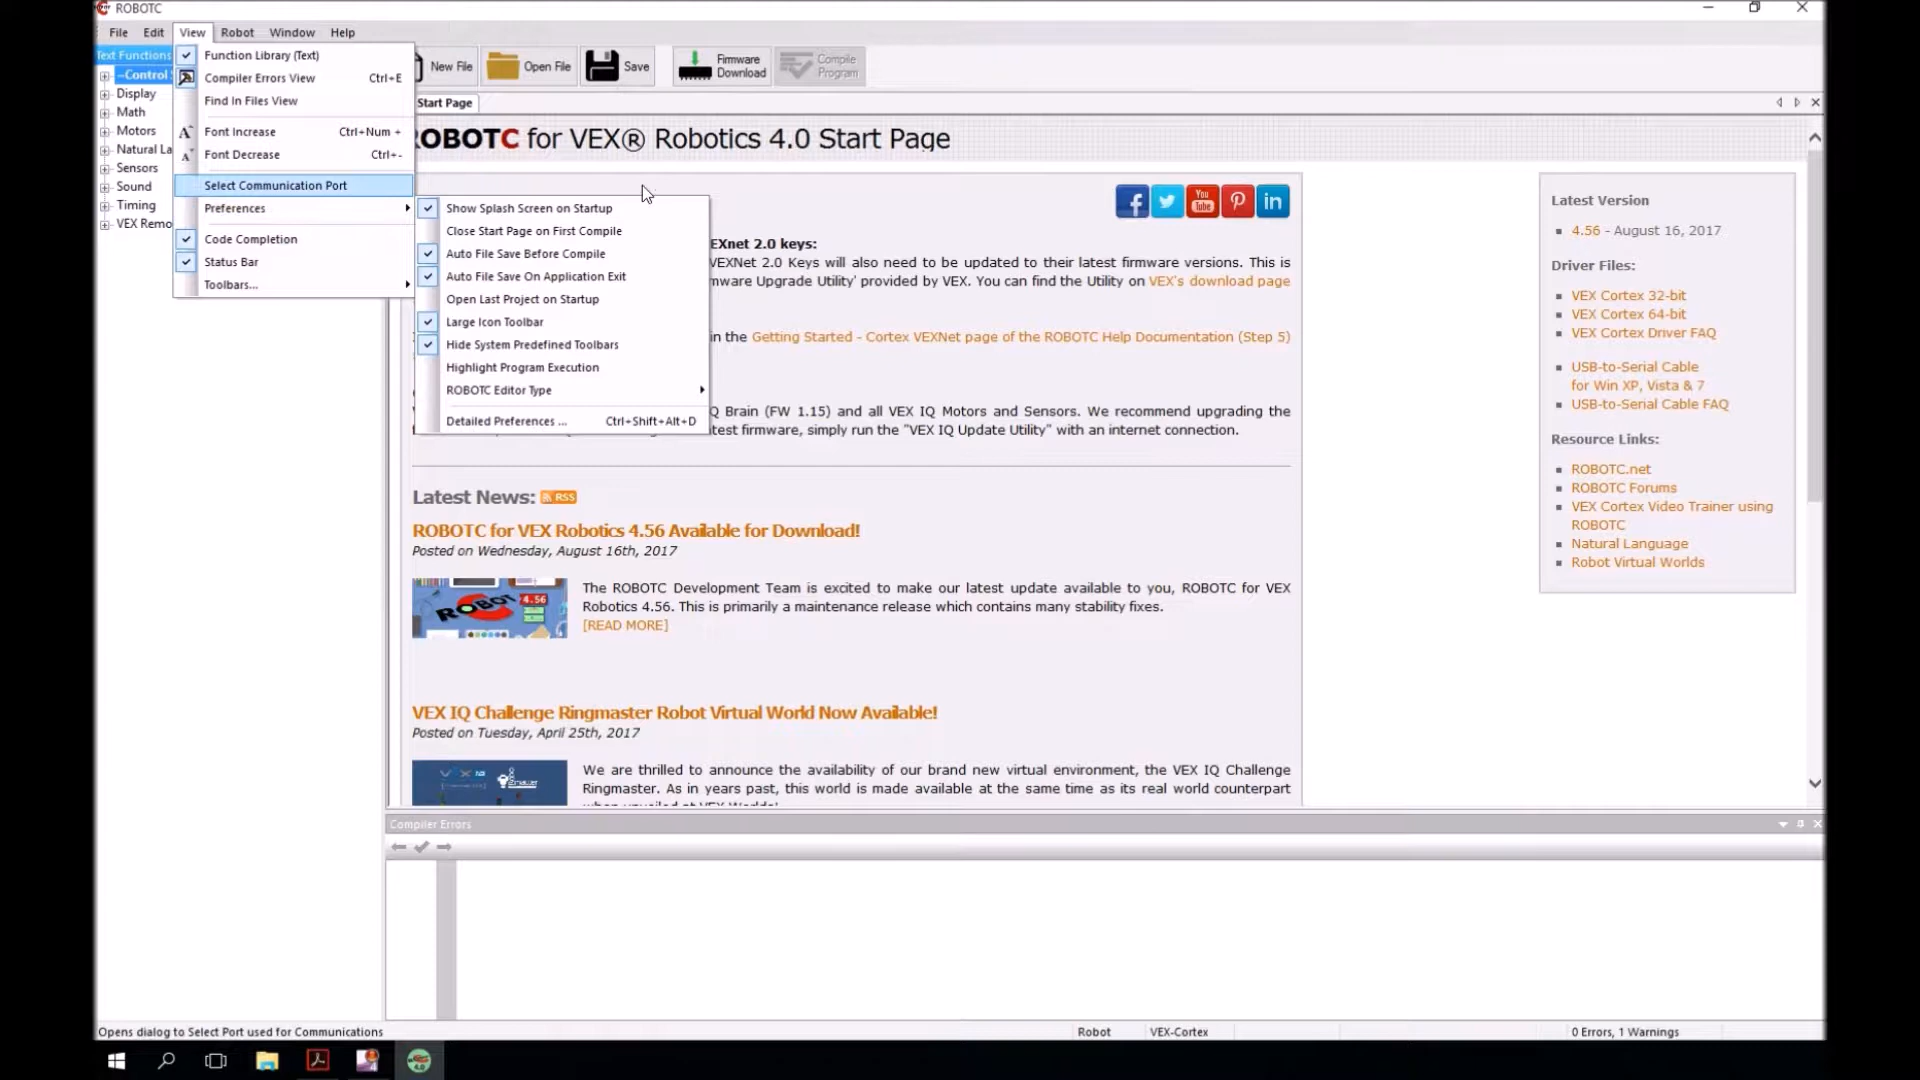 ROBOTC
File Edit View Robot Window Help
Text Functions
Control
Display
Math
Motors
Natural La
Sensors
Sound
Timing
VEX Remo
Function Library (Text)
Compiler Errors View Ctrl+E
Find In Files View
Font Increase Ctrl+Num +
Font Decrease Ctrl+-
Select Communication Port
Preferences
Code Completion
Status Bar
Toolbars...
Show Splash Screen on Startup
Close Start Page on First Compile
Auto File Save Before Compile
Auto File Save On Application Exit
Open Last Project on Startup
Large Icon Toolbar
Hide System Predefined Toolbars
Highlight Program Execution
ROBOTC Editor Type
Detailed Preferences ... Ctrl+Shift+Alt+D
New File Open File Save Firmware Download Compile Program
Start Page
OBOTC for VEX® Robotics 4.0 Start Page
EXnet 2.0 keys:
VEXNet 2.0 Keys will also need to be updated to their latest firmware versions. This is
mware Upgrade Utility' provided by VEX. You can find the Utility on VEX's download page
in the Getting Started - Cortex VEXNet page of the ROBOTC Help Documentation (Step 5)
Q Brain (FW 1.15) and all VEX IQ Motors and Sensors. We recommend upgrading the
test firmware, simply run the "VEX IQ Update Utility" with an internet connection.
Latest News: RSS
ROBOTC for VEX Robotics 4.56 Available for Download!
Posted on Wednesday, August 16th, 2017
ROBOT 4.56
The ROBOTC Development Team is excited to make our latest update available to you, ROBOTC for VEX
Robotics 4.56. This is primarily a maintenance release which contains many stability fixes.
[READ MORE]
VEX IQ Challenge Ringmaster Robot Virtual World Now Available!
Posted on Tuesday, April 25th, 2017
We are thrilled to announce the availability of our brand new virtual environment, the VEX IQ Challenge
Ringmaster. As in years past, this world is made available at the same time as its real world counterpart
when unveiled at VEX Worlds!
Latest Version
4.56 - August 16, 2017
Driver Files:
VEX Cortex 32-bit
VEX Cortex 64-bit
VEX Cortex Driver FAQ
USB-to-Serial Cable
for Win XP, Vista & 7
USB-to-Serial Cable FAQ
Resource Links:
ROBOTC.net
ROBOTC Forums
VEX Cortex Video Trainer using
ROBOTC
Natural Language
Robot Virtual Worlds
Compiler Errors
Opens dialog to Select Port used for Communications Robot VEX-Cortex 0 Errors, 1 Warnings